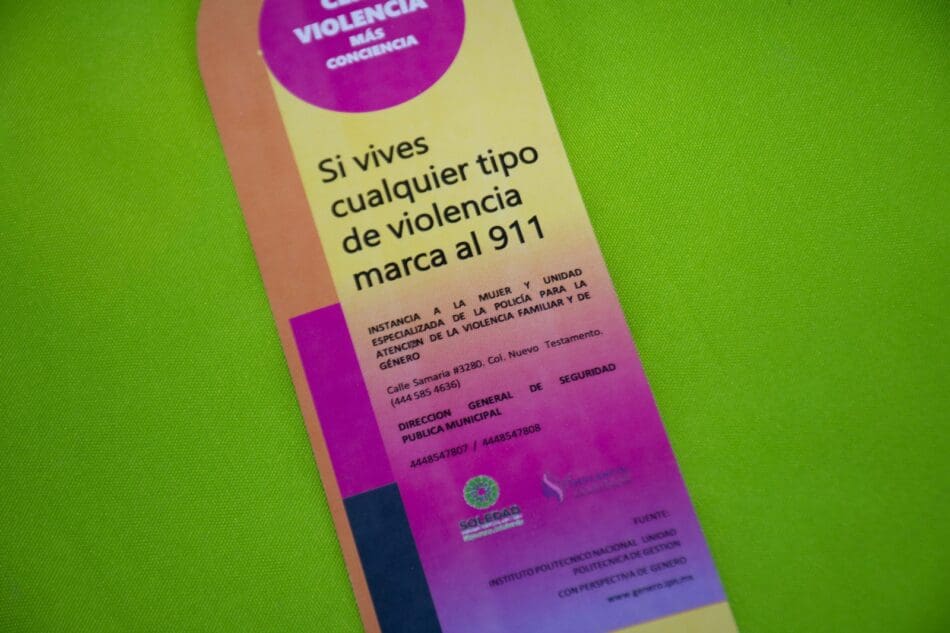 VIOLENCIA
MÁS
CONCIENCIA
Si vives
cualquier tipo
de violencia
marca al 911
INSTANCIA A LA MUJER Y UNIDAD
ESPECIALIZADA DE LA POLICÍA PARA LA
ATENCIÓN DE LA VIOLENCIA FAMILIAR Y DE
GÉNERO
Calle Samaria #3280. Col. Nuevo Testamento.
(444 585 4636)
DIRECCION GENERAL DE SEGURIDAD
PUBLICA MUNICIPAL
4448547807 / 4448547808
SOLEDAD
FUENTE:
INSTITUTO POLITECNICO NACIONAL UNIDAD
POLITECNICA DE GESTION
CON PERSPECTIVA DE GENERO
www.genero.ipn.mx